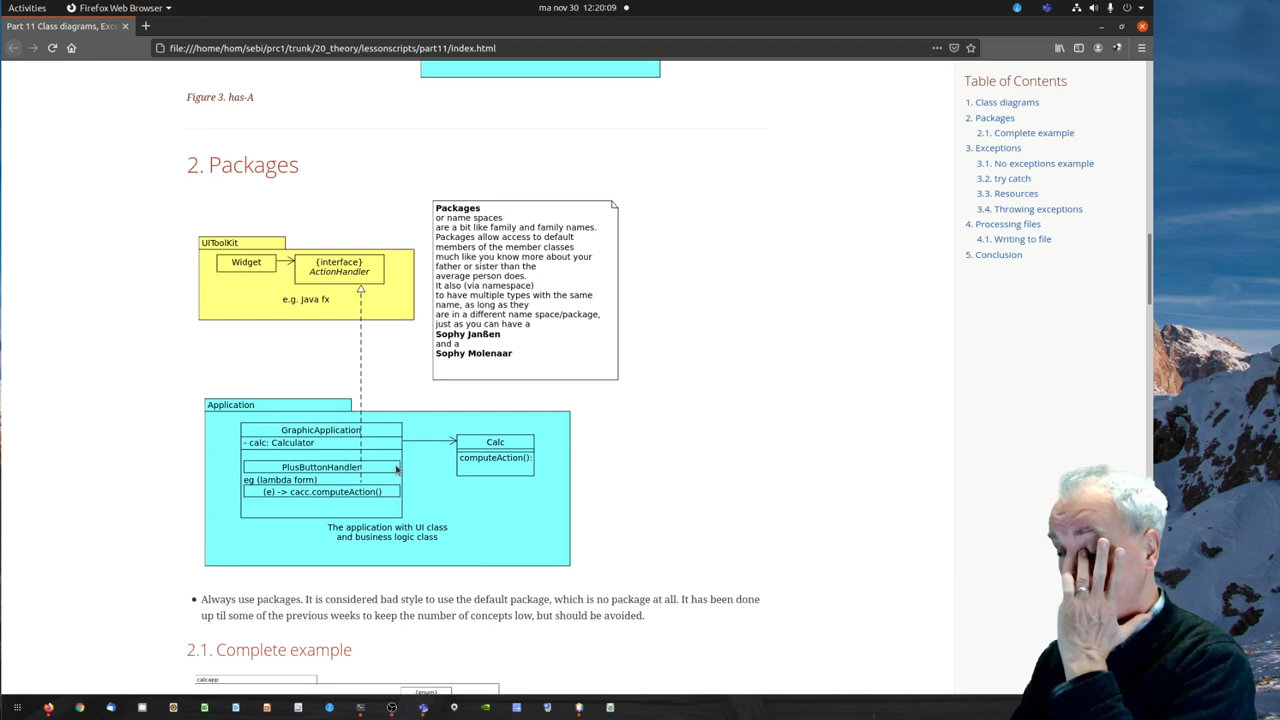 Activities
Firefox Web Browser
ma nov 30 12:20:09
Part 11 Class diagrams, Exc
file:///home/hom/sebi/prc1/trunk/20_theory/lessonscripts/part11/index.html
Figure 3. has-A
2. Packages
UIToolKit
Widget
{interface}
ActionHandler
e.g. Java fx
Packages
or name spaces
are a bit like family and family names.
Packages allow access to default
members of the member classes
much like you know more about your
father or sister than the
average person does.
It also (via namespace)
to have multiple types with the same
name, as long as they
are in a different name space/package,
just as you can have a
Sophy Janßen
and a
Sophy Molenaar
Application
GraphicApplication
- calc: Calculator
PlusButtonHandler
eg (lambda form)
(e) -> cacc.computeAction()
Calc
computeAction():
The application with UI class
and business logic class
Always use packages. It is considered bad style to use the default package, which is no package at all. It has been done
up til some of the previous weeks to keep the number of concepts low, but should be avoided.
2.1. Complete example
calcapp
{enum}
Table of Contents
1. Class diagrams
2. Packages
2.1. Complete example
3. Exceptions
3.1. No exceptions example
3.2. try catch
3.3. Resources
3.4. Throwing exceptions
4. Processing files
4.1. Writing to file
5. Conclusion